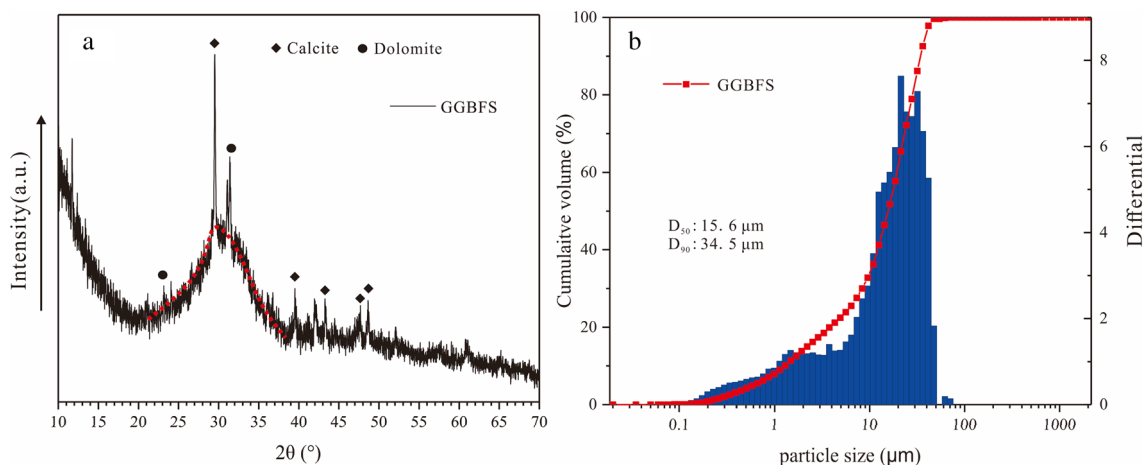 a
◆ Calcite ● Dolomite
GGBFS
Intensity(a.u.)
10 15 20 25 30 35 40 45 50 55 60 65 70
2θ (°)
b
GGBFS
D50: 15. 6 μm
D90: 34. 5 μm
Cumulaitve volume (%)
100
80
60
40
20
0
8
6
4
2
0
Differential
0.1 1 10 100 1000
particle size (μm)